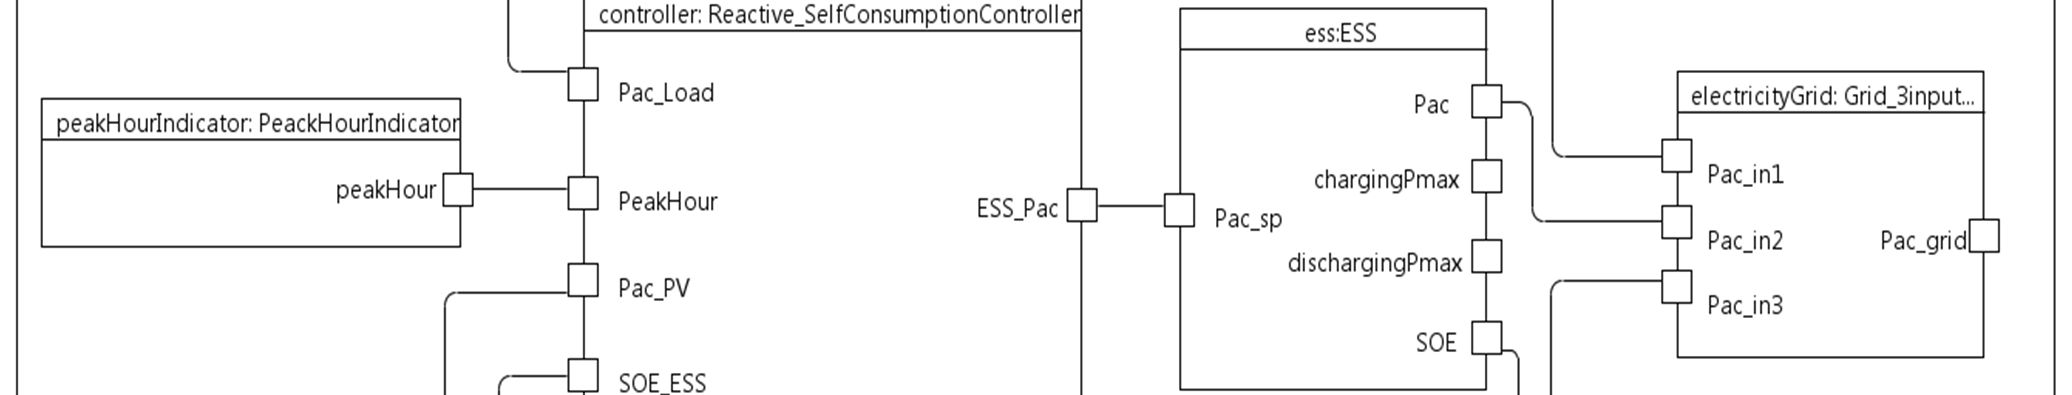 controller: Reactive_SelfConsumptionController
Pac_Load
PeakHour
Pac_PV
SOE_ESS
ESS_Pac
peakHourIndicator: PeackHourIndicator
peakHour
ess:ESS
Pac
chargingPmax
dischargingPmax
SOE
Pac_sp
electricityGrid: Grid_3input...
Pac_in1
Pac_in2
Pac_in3
Pac_grid